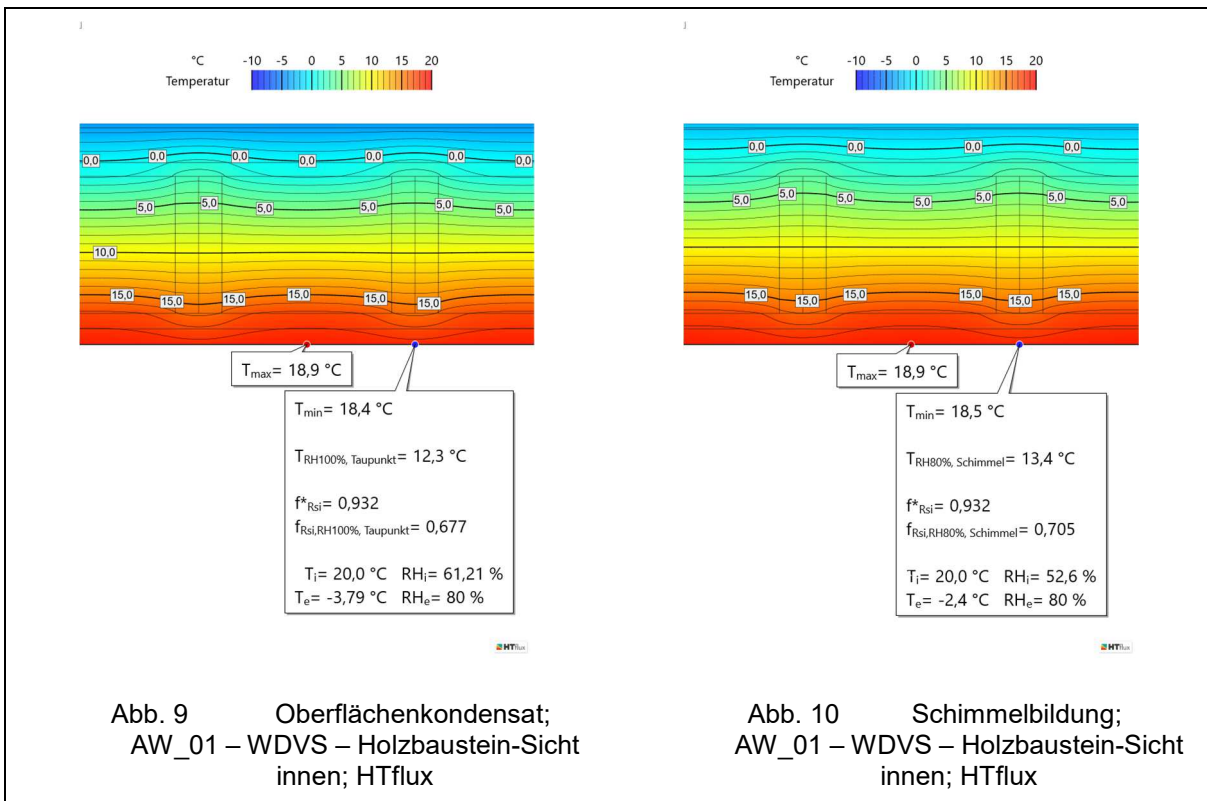 °C -10 -5 0 5 10 15 20
Temperatur
0,0 0,0 0,0 0,0 0,0 0,0 0,0
5,0 5,0 5,0 5,0 5,0 5,0
10,0
15,0 15,0 15,0 15,0 15,0 15,0
Tmax= 18,9 °C
Tmin= 18,4 °C
TRH100%, Taupunkt= 12,3 °C
f*Rsi= 0,932
fRsi,RH100%, Taupunkt= 0,677
Ti= 20,0 °C RHi= 61,21 %
Te= -3,79 °C RHe= 80 %
HTflux
Abb. 9 Oberflächenkondensat;
AW_01 – WDVS – Holzbaustein-Sicht
innen; HTflux
°C -10 -5 0 5 10 15 20
Temperatur
0,0 0,0 0,0 0,0
5,0 5,0 5,0 5,0 5,0 5,0
15,0 15,0 15,0 15,0 15,0 15,0
Tmax= 18,9 °C
Tmin= 18,5 °C
TRH80%, Schimmel= 13,4 °C
f*Rsi= 0,932
fRsi,RH80%, Schimmel= 0,705
Ti= 20,0 °C RHi= 52,6 %
Te= -2,4 °C RHe= 80 %
HTflux
Abb. 10 Schimmelbildung;
AW_01 – WDVS – Holzbaustein-Sicht
innen; HTflux